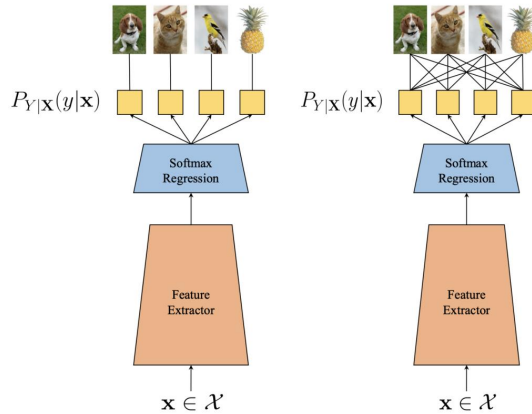 P_{Y|𝐗}(y|𝐱)
Softmax
Regression
Feature
Extractor
𝐱 ∈ 𝒳
P_{Y|𝐗}(y|𝐱)
Softmax
Regression
Feature
Extractor
𝐱 ∈ 𝒳